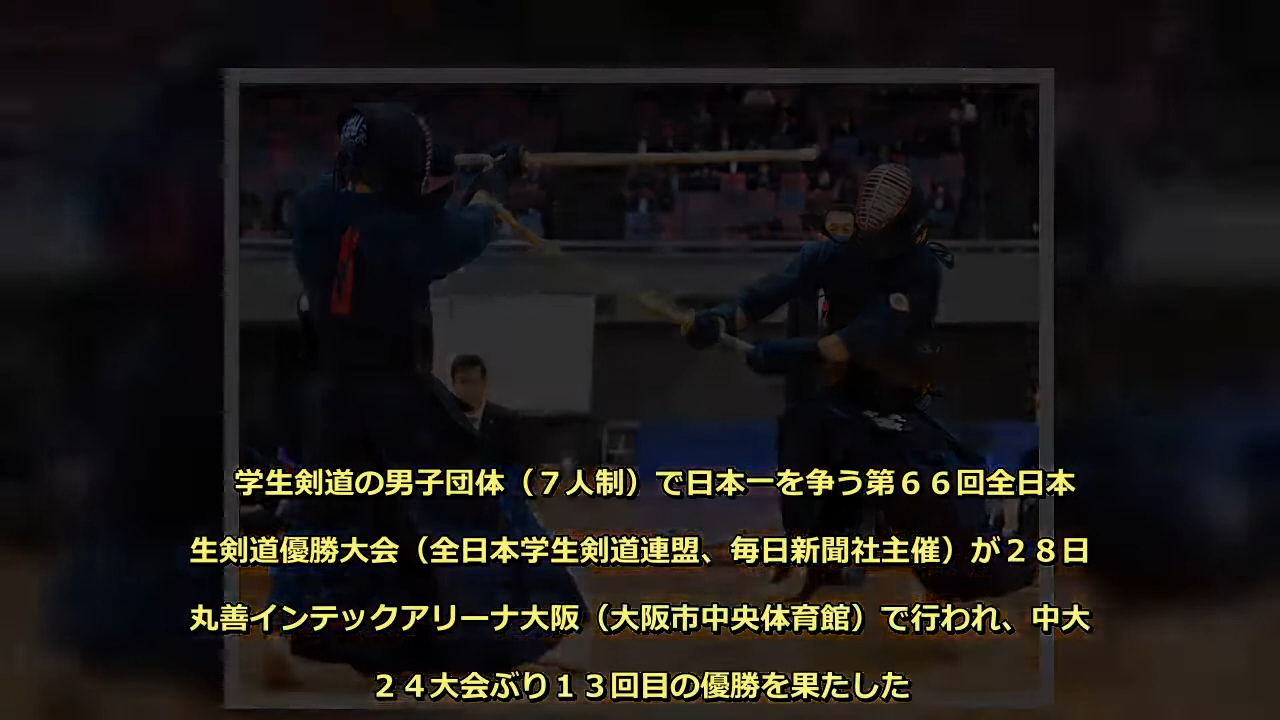 学生剣道の男子団体（７人制）で日本一を争う第６６回全日本
生剣道優勝大会（全日本学生剣道連盟、毎日新聞社主催）が２８日
丸善インテックアリーナ大阪（大阪市中央体育館）で行われ、中大
２４大会ぶり１３回目の優勝を果たした